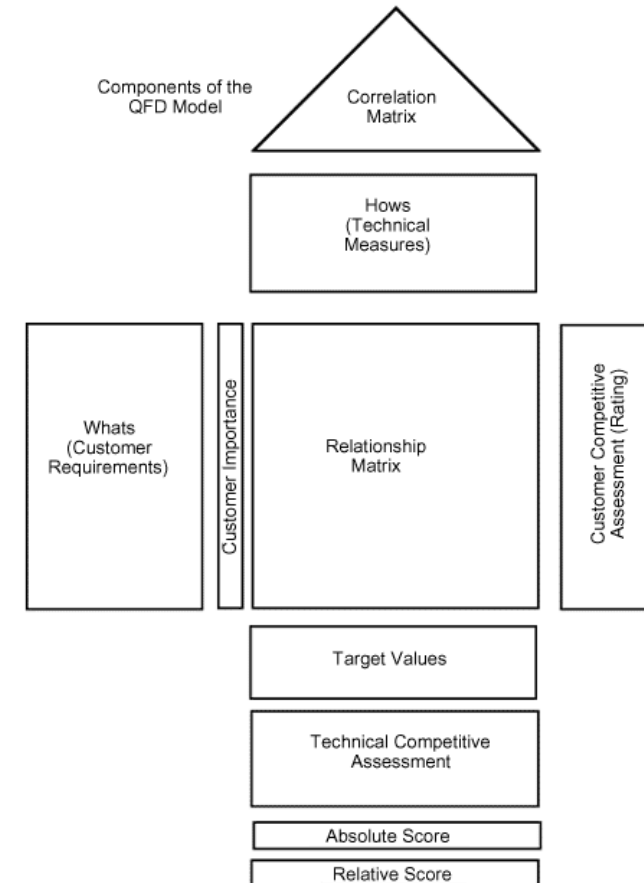 Components of the
QFD Model
Correlation
Matrix
Hows
(Technical
Measures)
Whats
(Customer
Requirements)
Customer Importance
Relationship
Matrix
Customer Competitive
Assessment (Rating)
Target Values
Technical Competitive
Assessment
Absolute Score
Relative Score